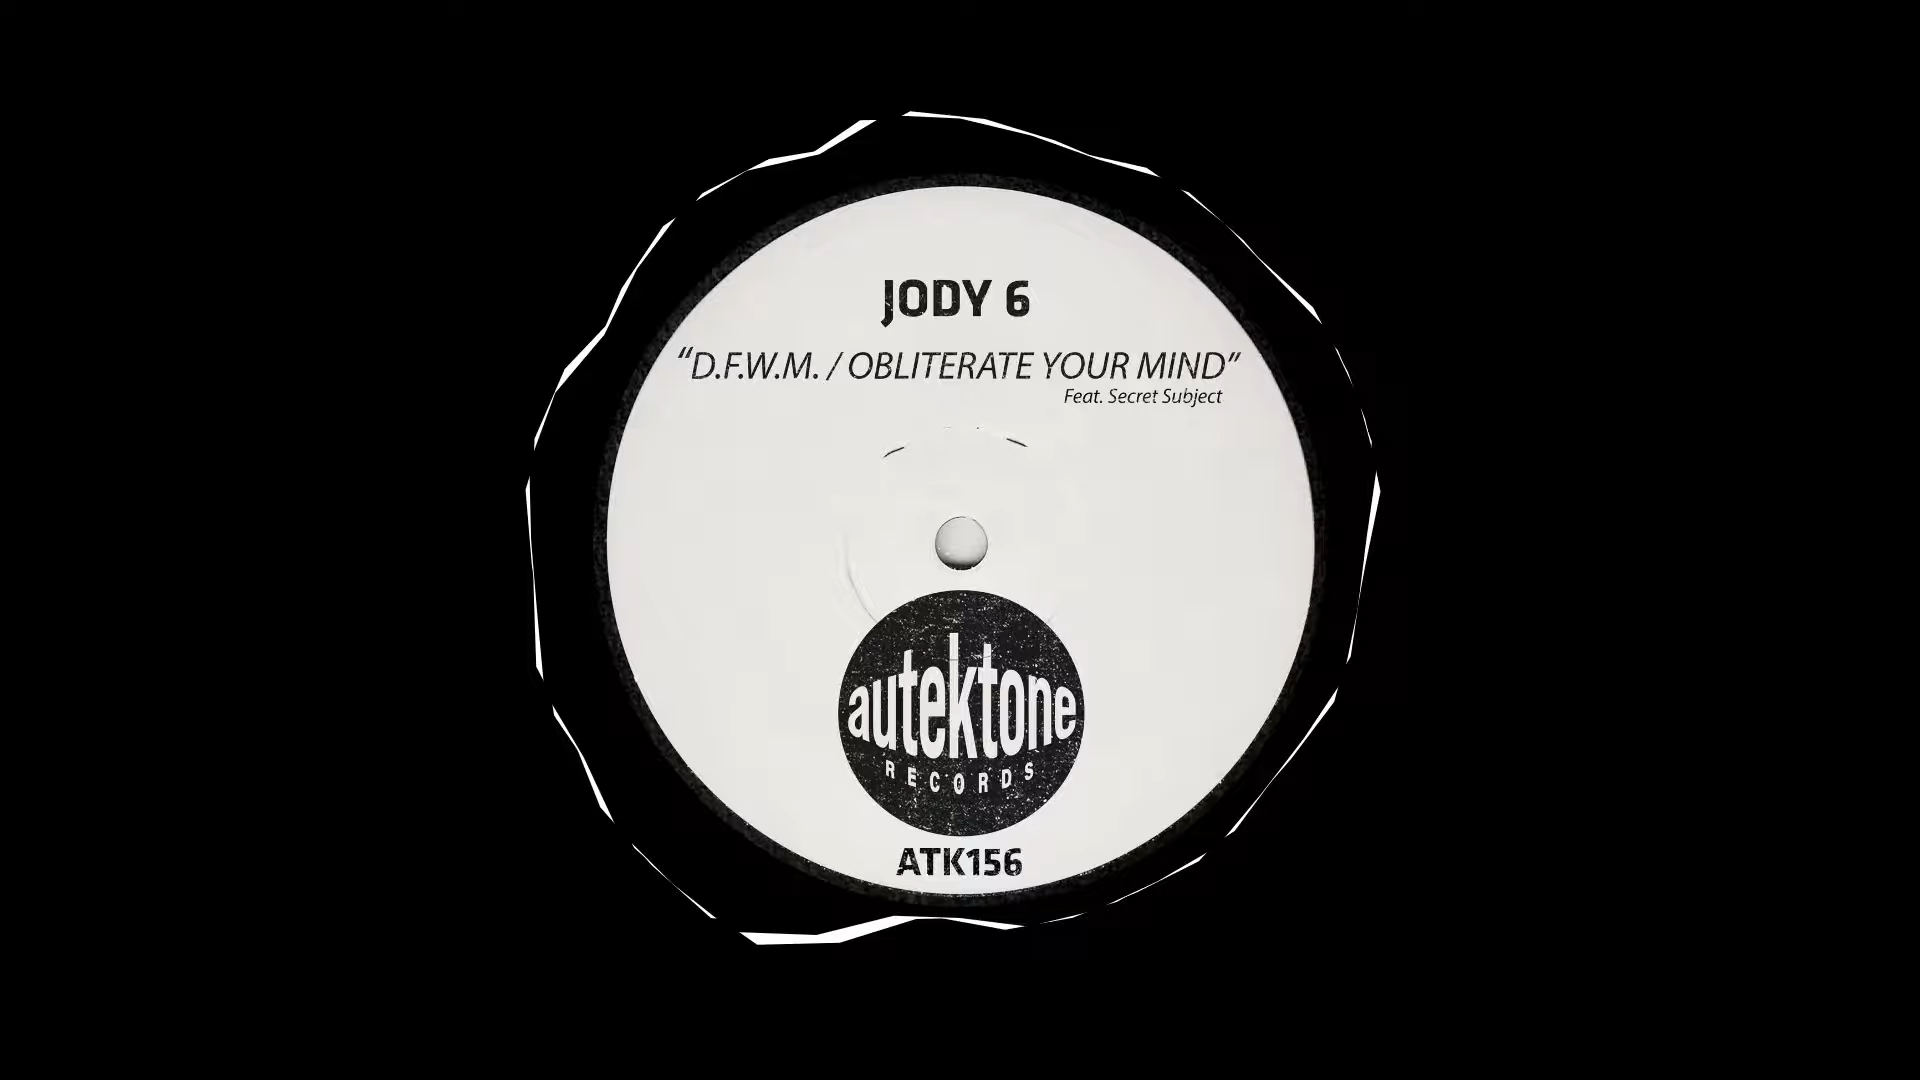 JODY 6
“D.F.W.M. / OBLITERATE YOUR MIND”
Feat. Secret Subject
autektone
RECORDS
ATK156